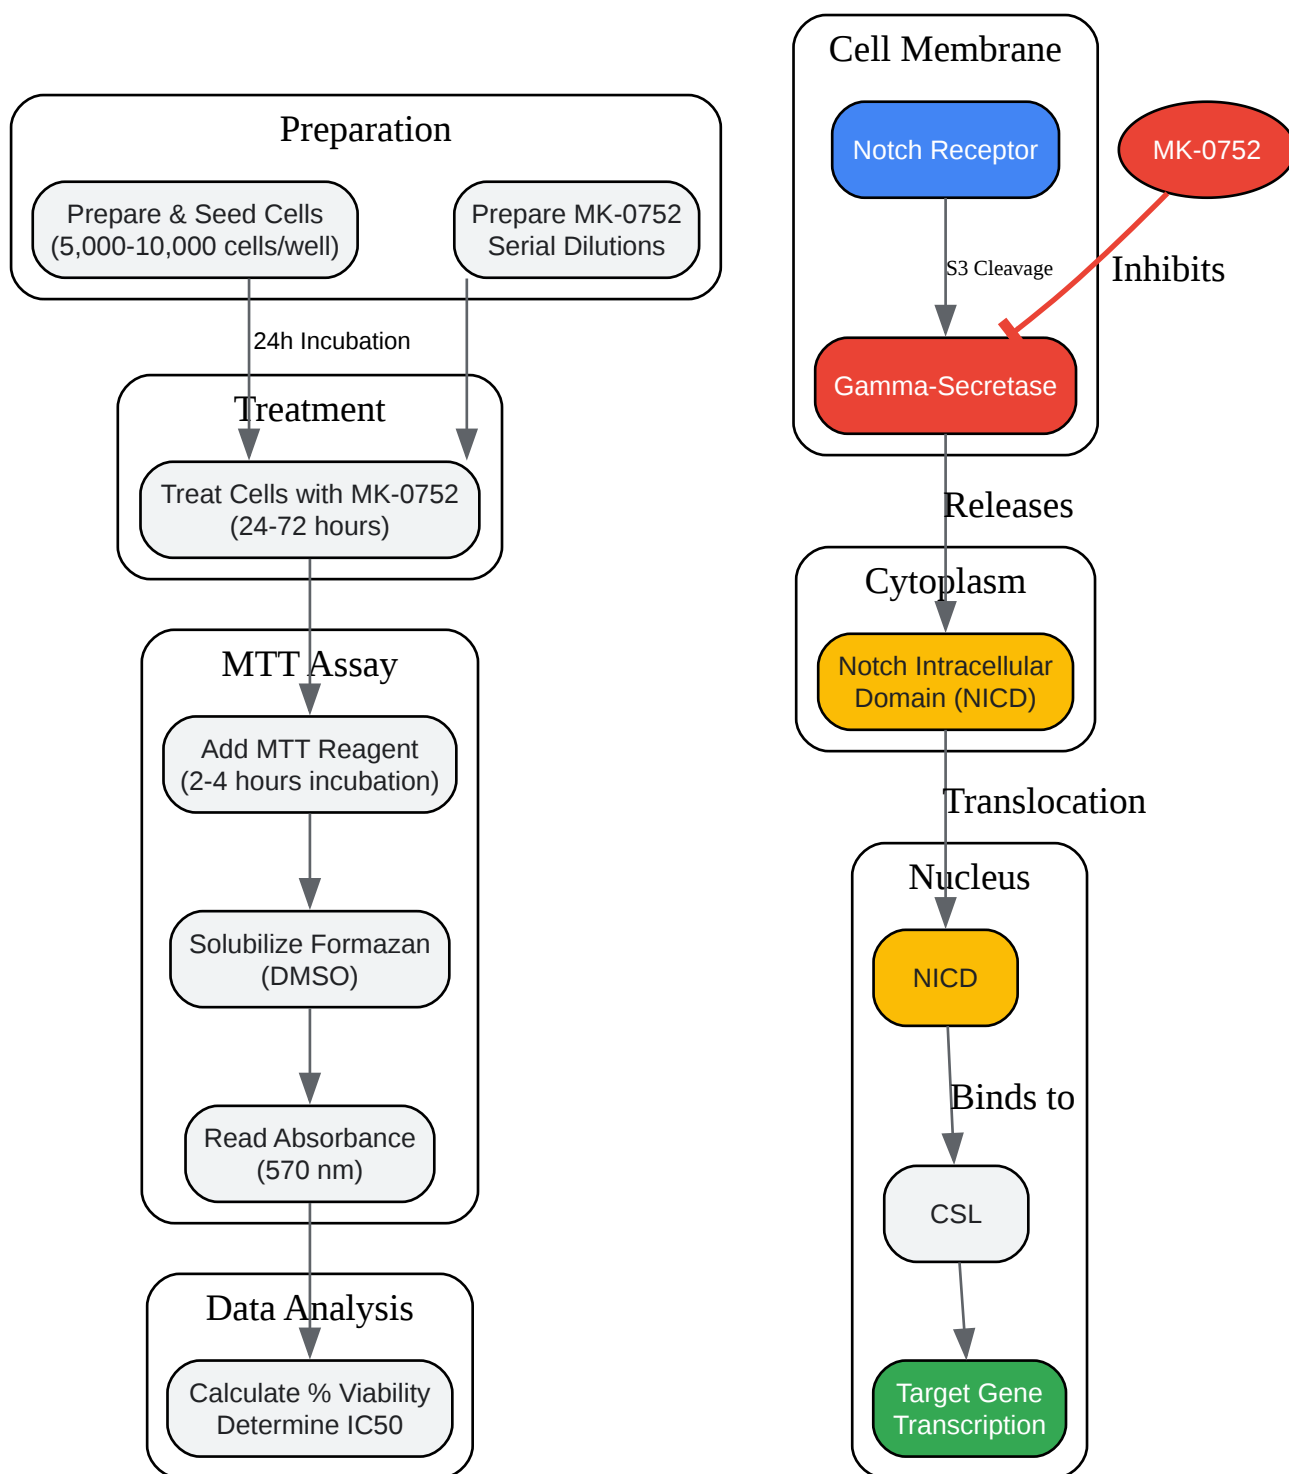 Preparation
Prepare & Seed Cells
(5,000-10,000 cells/well)
Prepare MK-0752
Serial Dilutions
24h Incubation
Treatment
Treat Cells with MK-0752
(24-72 hours)
MTT Assay
Add MTT Reagent
(2-4 hours incubation)
Solubilize Formazan
(DMSO)
Read Absorbance
(570 nm)
Data Analysis
Calculate % Viability
Determine IC50
Cell Membrane
Notch Receptor
MK-0752
S3 Cleavage
Inhibits
Gamma-Secretase
Releases
Cytoplasm
Notch Intracellular
Domain (NICD)
Translocation
Nucleus
NICD
Binds to
CSL
Target Gene
Transcription